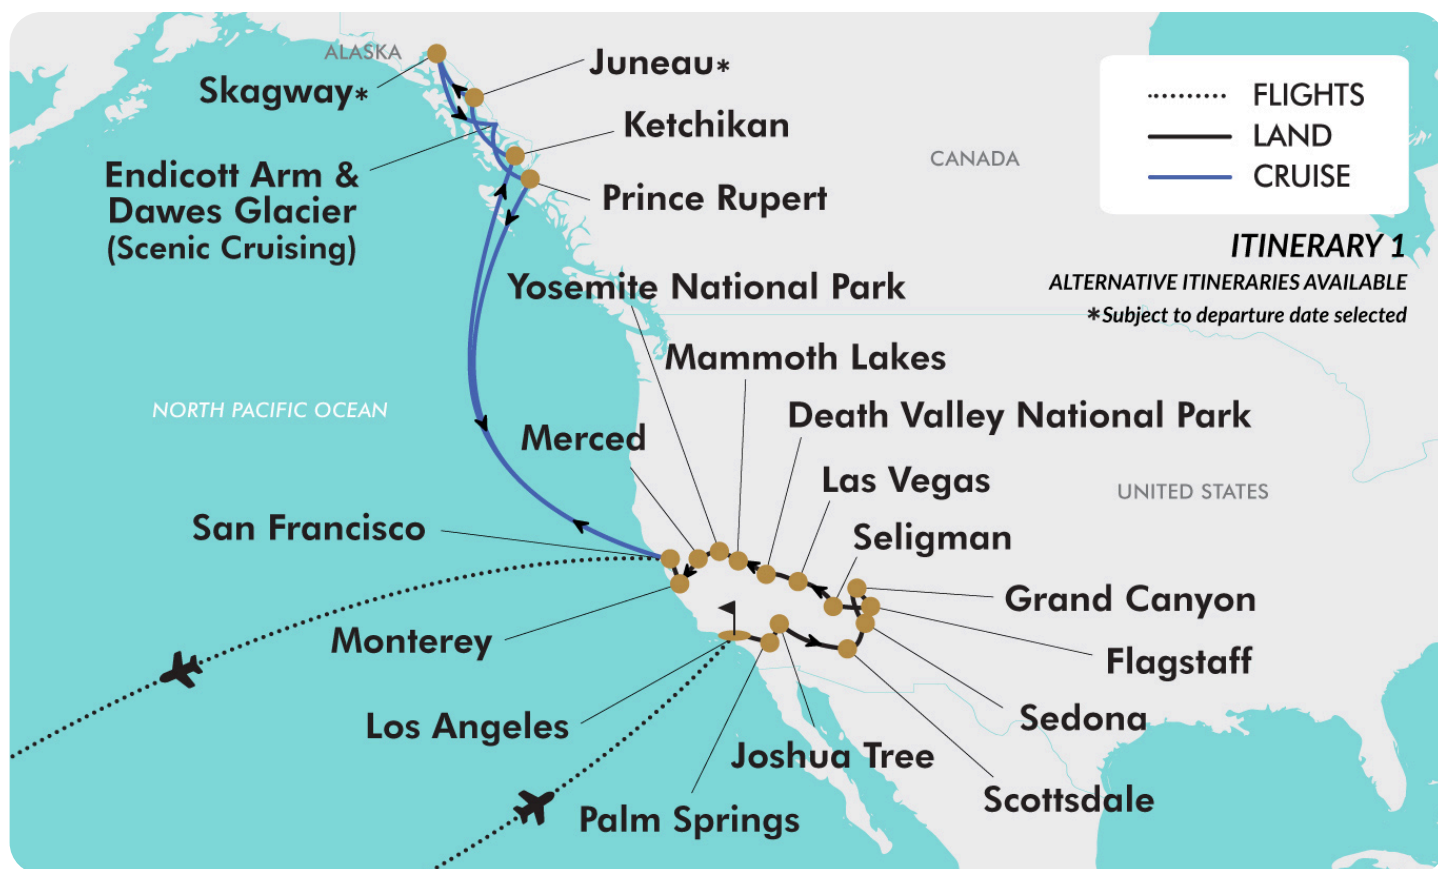 ALASKA
Juneau*
Skagway*
Ketchikan
Endicott Arm &
Dawes Glacier
(Scenic Cruising)
Prince Rupert
CANADA
FLIGHTS
LAND
CRUISE
ITINERARY 1
ALTERNATIVE ITINERARIES AVAILABLE
*Subject to departure date selected
Yosemite National Park
Mammoth Lakes
NORTH PACIFIC OCEAN
Death Valley National Park
Merced
Las Vegas
UNITED STATES
San Francisco
Seligman
Grand Canyon
Monterey
Flagstaff
Los Angeles
Sedona
Joshua Tree
Scottsdale
Palm Springs